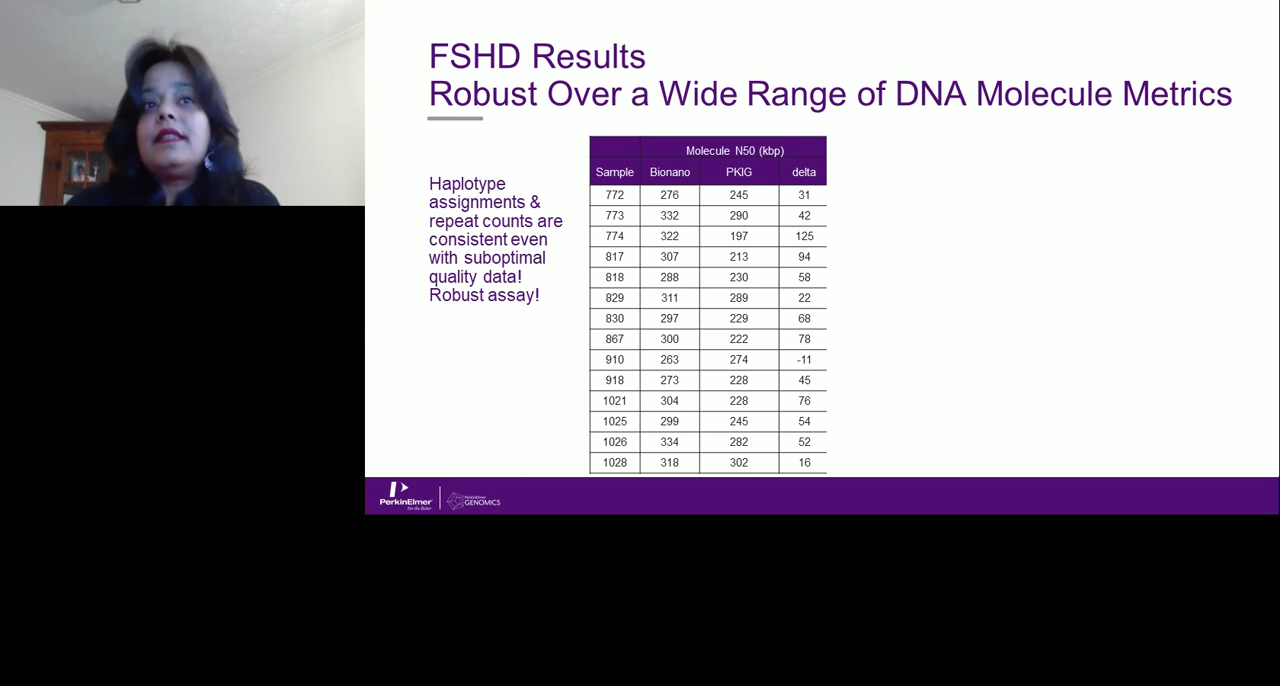 FSHD Results
Robust Over a Wide Range of DNA Molecule Metrics
Haplotype
assignments &
repeat counts are
consistent even
with suboptimal
quality data!
Robust assay!
Molecule N50 (kbp)
Sample Bionano PKIG delta
772 276 245 31
773 332 290 42
774 322 197 125
817 307 213 94
818 288 230 58
829 311 289 22
830 297 229 68
867 300 222 78
910 263 274 -11
918 273 228 45
1021 304 228 76
1025 299 245 54
1026 334 282 52
1028 318 302 16
PerkinElmer
For the Better
PerkinElmer
GENOMICS